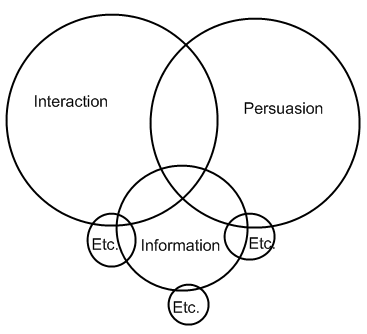 Interaction
Persuasion
Etc.
Information
Etc.
Etc.